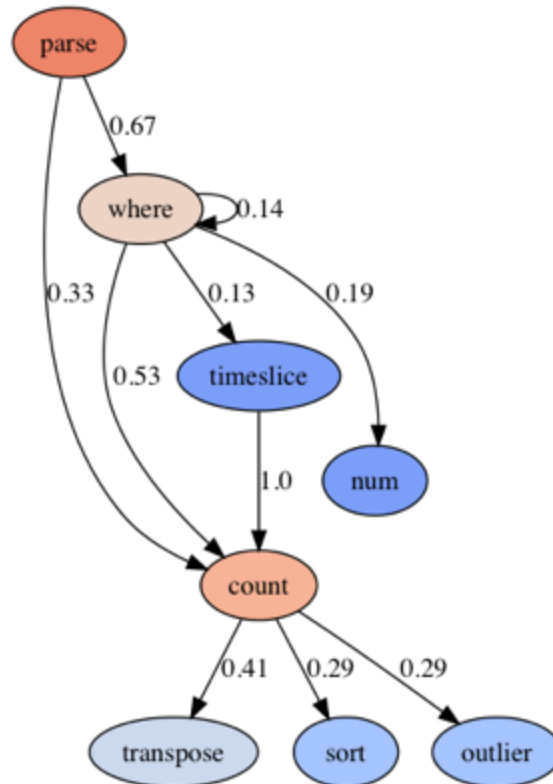 parse
0.67
where
0.14
0.33
0.13
0.19
0.53
timeslice
1.0
num
count
0.41
0.29
0.29
transpose
sort
outlier